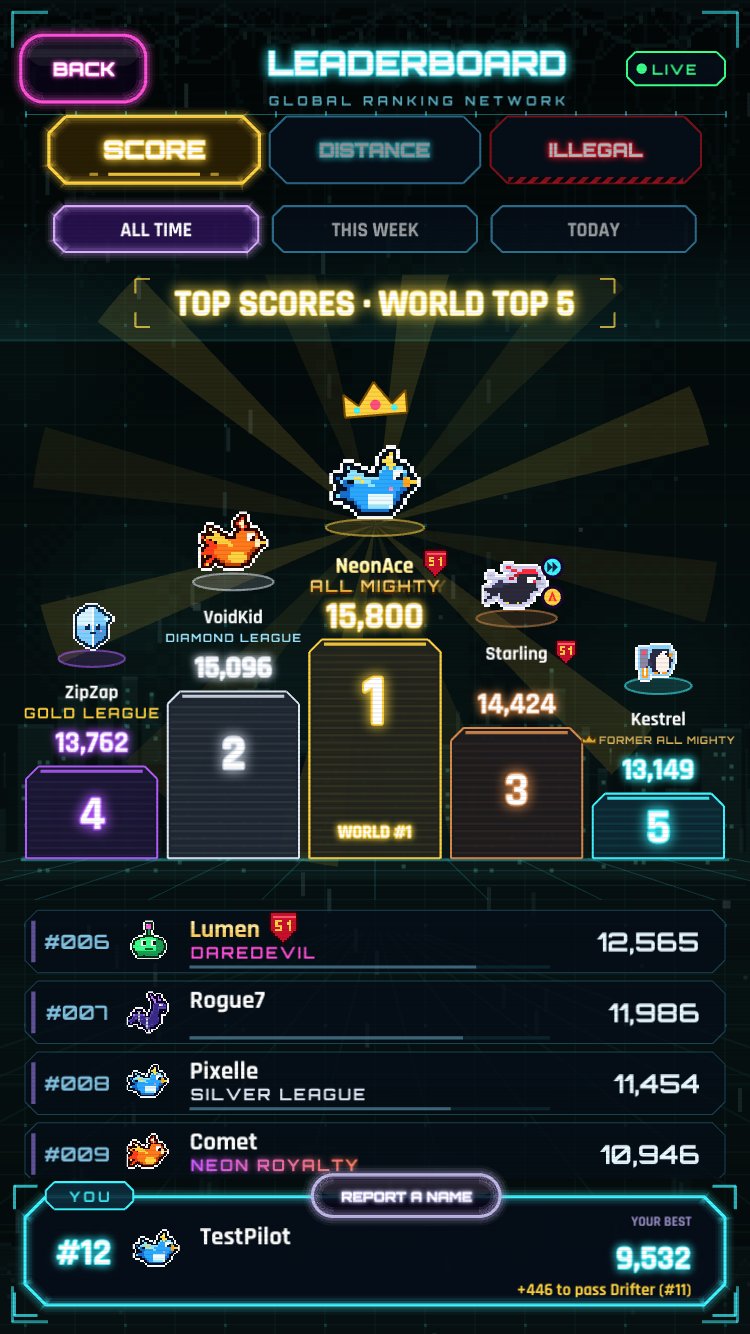 BACK
LEADERBOARD
GLOBAL RANKING NETWORK
LIVE
SCORE
DISTANCE
ILLEGAL
ALL TIME
THIS WEEK
TODAY
TOP SCORES · WORLD TOP 5
NeonAce
51
ALL MIGHTY
15,800
1
WORLD #1
VoidKid
DIAMOND LEAGUE
15,096
2
Starling
51
14,424
3
ZipZap
GOLD LEAGUE
13,762
4
Kestrel
FORMER ALL MIGHTY
13,149
5
#006
Lumen
51
DAREDEVIL
12,565
#007
Rogue7
11,986
#008
Pixelle
SILVER LEAGUE
11,454
#009
Comet
NEON ROYALTY
10,946
YOU
REPORT A NAME
#12
TestPilot
YOUR BEST
9,532
+446 to pass Drifter (#11)